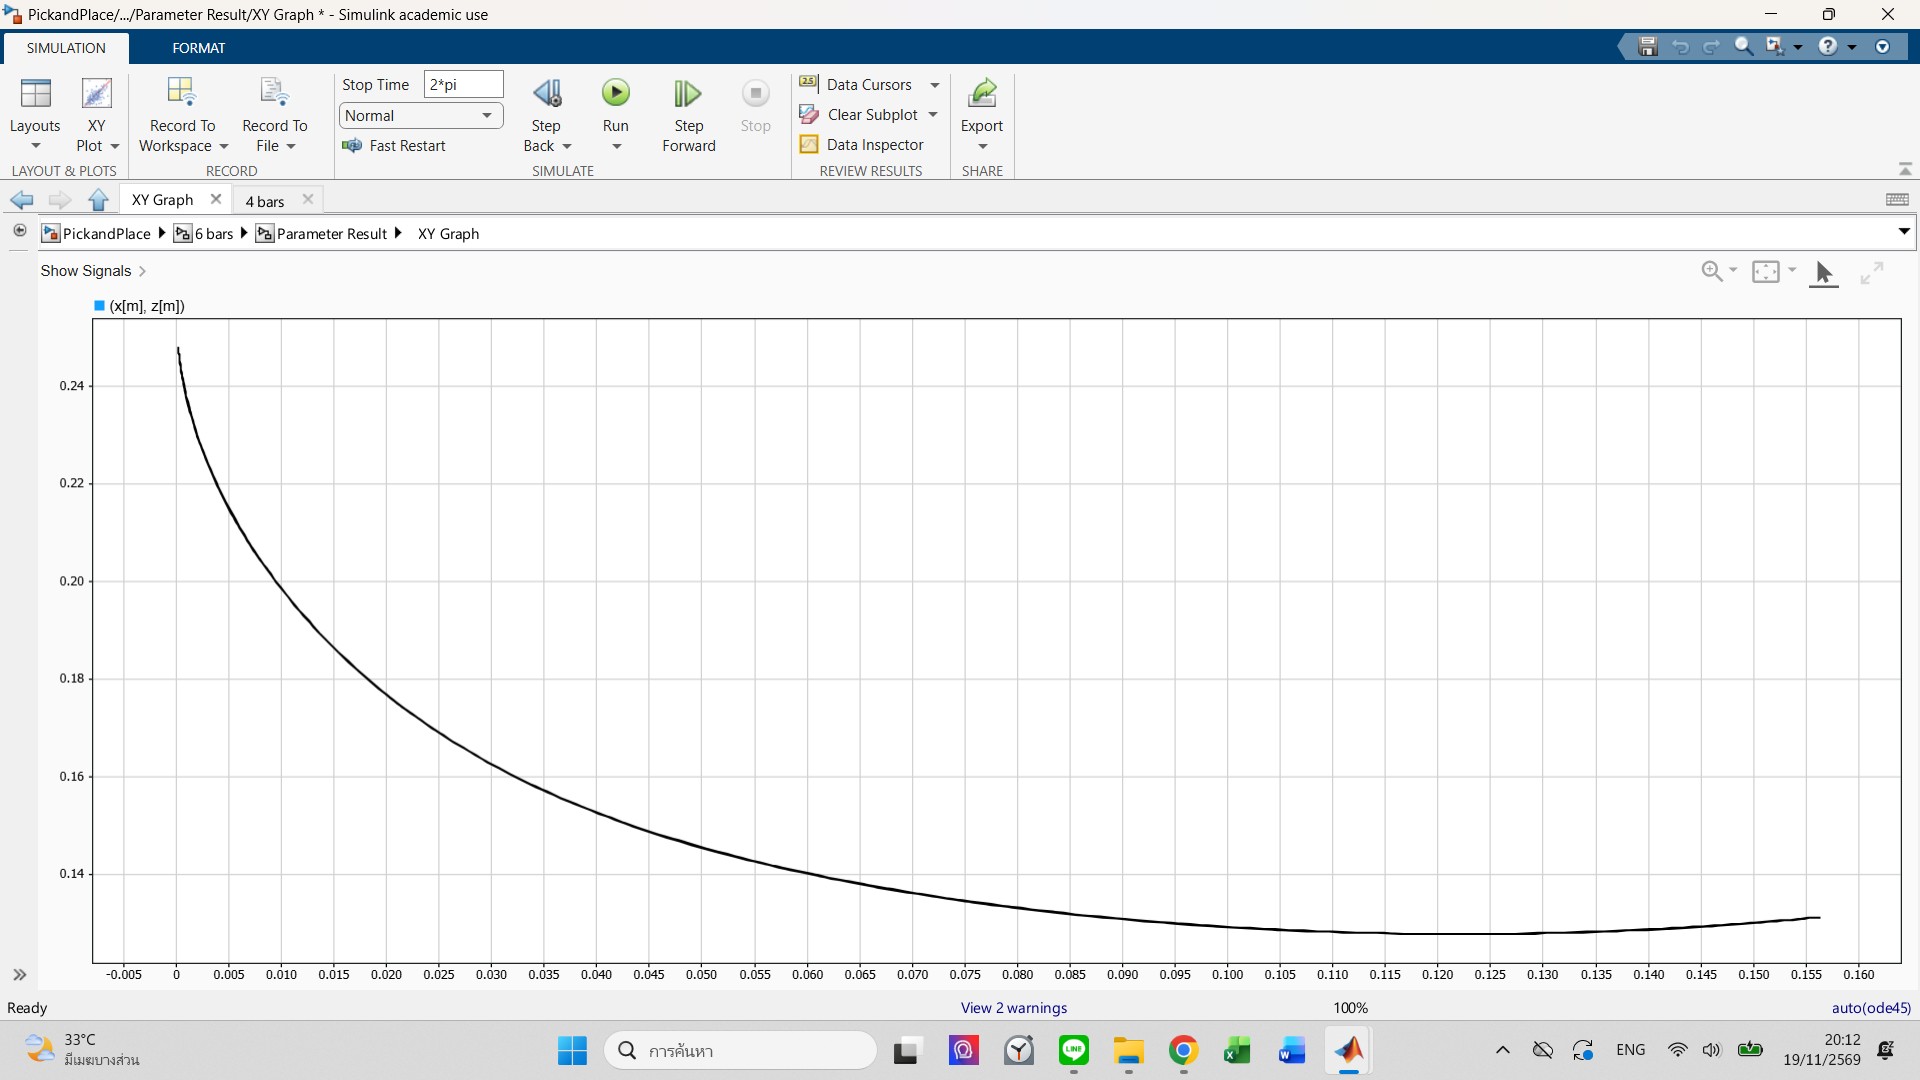 PickandPlace/.../Parameter Result/XY Graph * - Simulink academic use
SIMULATION FORMAT
Stop Time 2*pi
Normal
Fast Restart
Layouts XY Plot Record To Workspace Record To File Step Back Run Step Forward Stop
Data Cursors
Clear Subplot
Data Inspector
Export
LAYOUT & PLOTS RECORD SIMULATE REVIEW RESULTS SHARE
XY Graph 4 bars
PickandPlace 6 bars Parameter Result XY Graph
Show Signals
(x[m], z[m])
0.24
0.22
0.20
0.18
0.16
0.14
-0.005 0 0.005 0.010 0.015 0.020 0.025 0.030 0.035 0.040 0.045 0.050 0.055 0.060 0.065 0.070 0.075 0.080 0.085 0.090 0.095 0.100 0.105 0.110 0.115 0.120 0.125 0.130 0.135 0.140 0.145 0.150 0.155 0.160
Ready View 2 warnings 100% auto(ode45)
33°C
มีเมฆบางส่วน
การค้นหา
LINE
ENG
20:12
19/11/2569